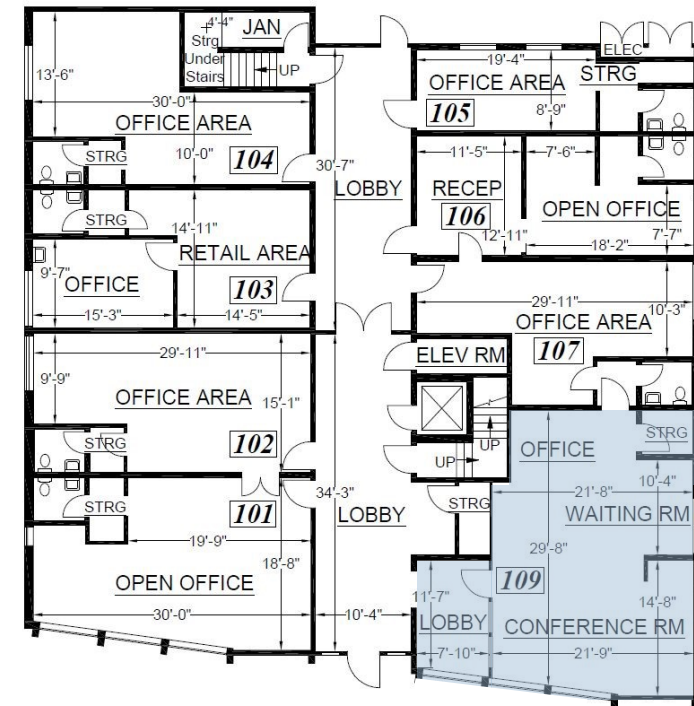 4'-4"
JAN
Strg
Under
Stairs
UP
13'-6"
30'-0"
OFFICE AREA
10'-0"
104
STRG
STRG
14'-11"
RETAIL AREA
9'-7"
OFFICE
103
15'-3"
14'-5"
29'-11"
9'-9"
OFFICE AREA
15'-1"
102
STRG
STRG
101
19'-9"
18'-8"
OPEN OFFICE
30'-0"
30'-7"
LOBBY
34'-3"
LOBBY
10'-4"
ELEC
19'-4"
STRG
OFFICE AREA
105
8'-9"
11'-5"
7'-6"
RECEP
106
OPEN OFFICE
12'-11"
7'-7"
18'-2"
29'-11"
10'-3"
OFFICE AREA
107
ELEV RM
UP
UP
STRG
OFFICE
STRG
10'-4"
21'-8"
WAITING RM
29'-8"
109
11'-7"
14'-8"
LOBBY
CONFERENCE RM
7'-10"
21'-9"